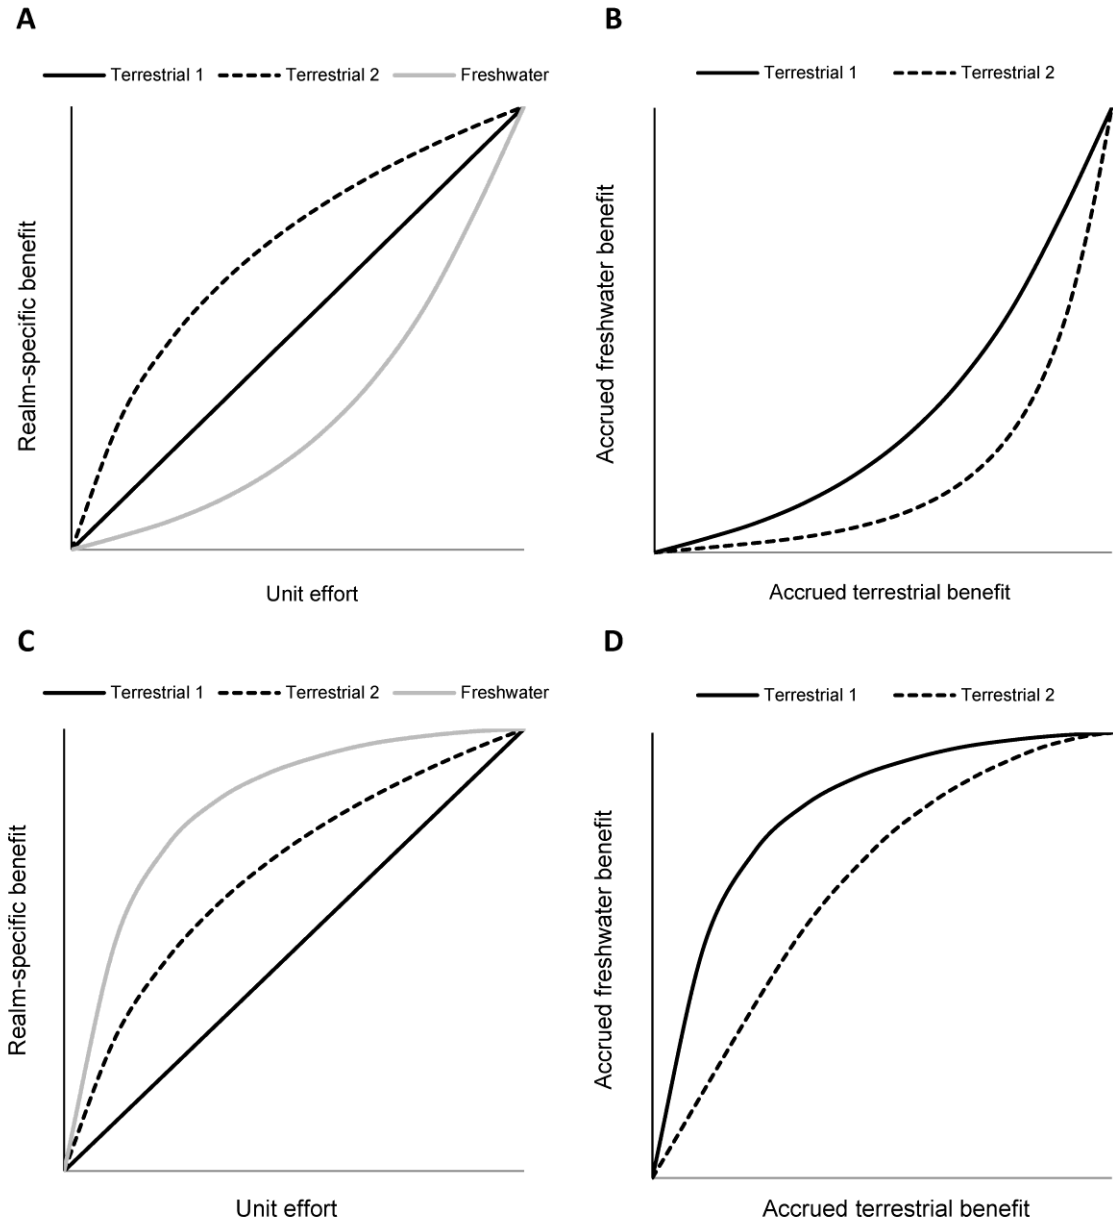 A
Terrestrial 1 Terrestrial 2 Freshwater
Realm-specific benefit
Unit effort
B
Terrestrial 1 Terrestrial 2
Accrued freshwater benefit
Accrued terrestrial benefit
C
Terrestrial 1 Terrestrial 2 Freshwater
Realm-specific benefit
Unit effort
D
Terrestrial 1 Terrestrial 2
Accrued freshwater benefit
Accrued terrestrial benefit